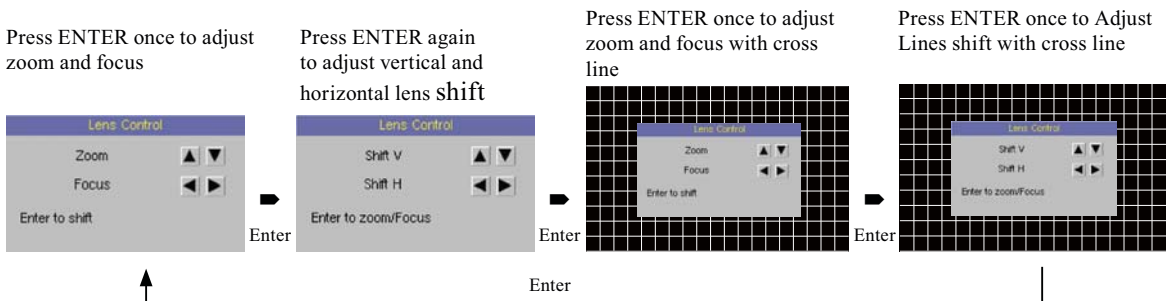 Press ENTER once to adjust
zoom and focus
Press ENTER again
to adjust vertical and
horizontal lens shift
Press ENTER once to adjust
zoom and focus with cross
line
Press ENTER once to Adjust
Lines shift with cross line
Lens Control
Zoom
Focus
Enter to shift
Enter
Lens Control
Shift V
Shift H
Enter to zoom/Focus
Enter
Lens Control
Zoom
Focus
Enter to shift
Enter
Lens Control
Shift V
Shift H
Enter to zoom/Focus
Enter